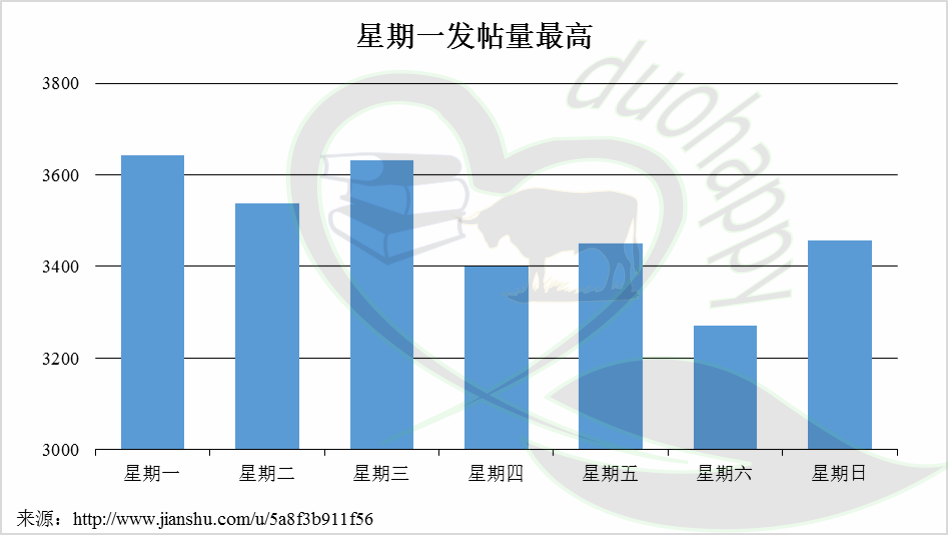 星期一发帖量最高
duohappy
3800
3600
3400
3200
3000
星期一 星期二 星期三 星期四 星期五 星期六 星期日
来源：http://www.jianshu.com/u/5a8f3b911f56